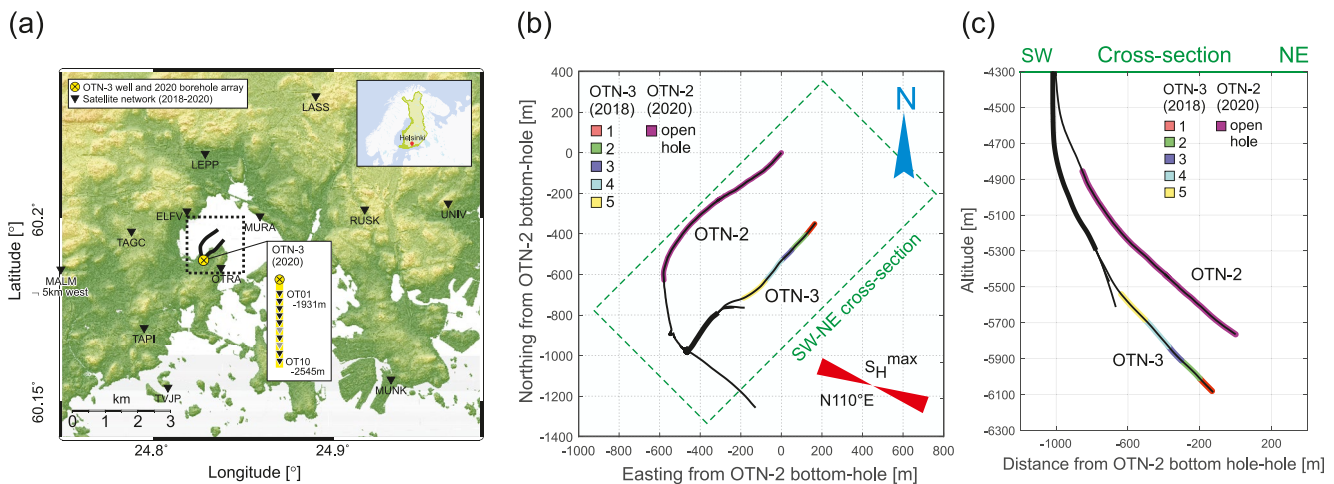 (a)
OTN-3 well and 2020 borehole array
Satellite network (2018-2020)
Helsinki
LASS
LEPP
ELFV
MURA
RUSK
UNIV
TAGC
OTRA
MALM
¬ 5km west
OTN-3
(2020)
OT01
-1931m
OT10
-2545m
TAPI
TVJP
MUNK
km
0 1 2 3
60.2°
60.15°
24.8°
24.9°
Latitude [°]
Longitude [°]
(b)
OTN-3
(2018)
OTN-2
(2020)
1
2
3
4
5
open
hole
N
OTN-2
OTN-3
SW-NE cross-section
SHmax
N110°E
400
200
0
-200
-400
-600
-800
-1000
-1200
-1400
-1000 -800 -600 -400 -200 0 200 400 600 800
Northing from OTN-2 bottom-hole [m]
Easting from OTN-2 bottom-hole [m]
(c)
SW Cross-section NE
OTN-3
(2018)
OTN-2
(2020)
1
2
3
4
5
open
hole
OTN-2
OTN-3
-4300
-4500
-4700
-4900
-5100
-5300
-5500
-5700
-5900
-6100
-6300
-1000 -600 -200 200
Altitude [m]
Distance from OTN-2 bottom hole-hole [m]